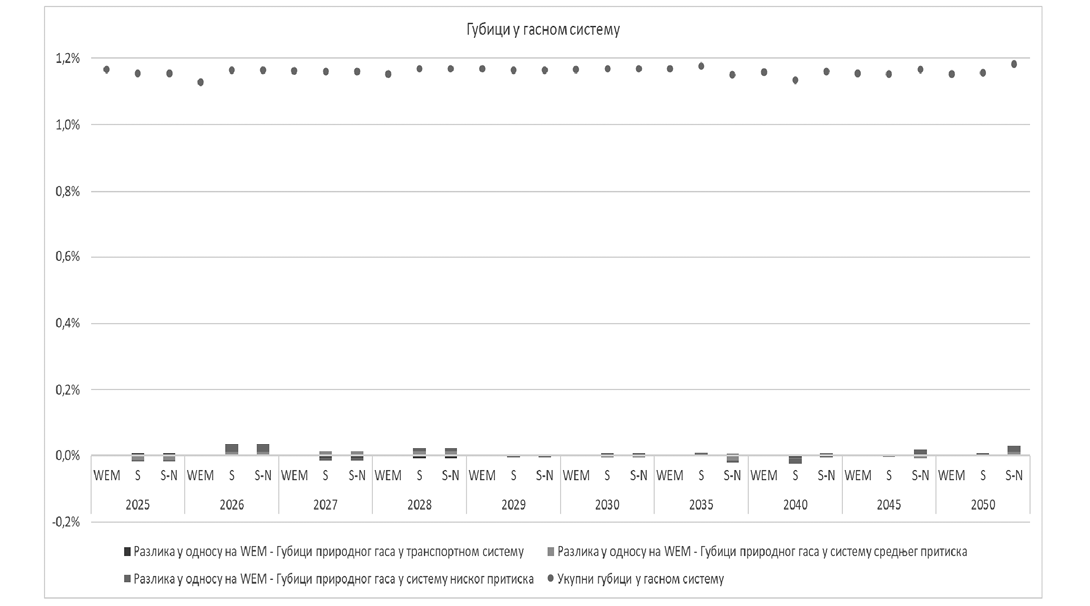 Губици у гасном систему
1,2%
1,0%
0,8%
0,6%
0,4%
0,2%
0,0%
-0,2%
WEM S S-N WEM S S-N WEM S S-N WEM S S-N WEM S S-N WEM S S-N WEM S S-N WEM S S-N WEM S S-N WEM S S-N
2025 2026 2027 2028 2029 2030 2035 2040 2045 2050
Разлика у односу на WEM - Губици природног гаса у транспортном систему Разлика у односу на WEM - Губици природног гаса у систему средњег притиска
Разлика у односу на WEM - Губици природног гаса у систему ниског притиска Укупни губици у гасном систему